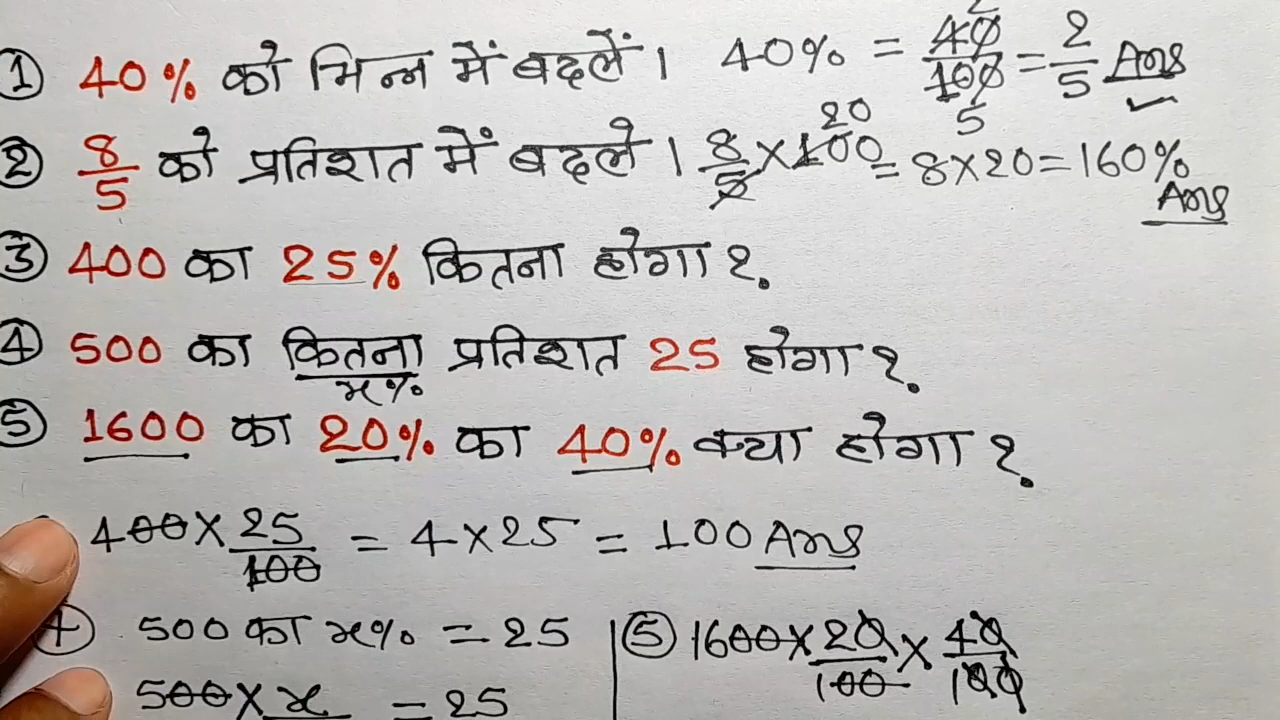 ① 40% को भिन्न में बदलें। 40% = 40/100 = 2/5 Ans
② 8/5 को प्रतिशत में बदले। 8/5 × 100 = 8×20 = 160% Ans
③ 400 का 25% कितना होगा ?
④ 500 का कितना प्रतिशत 25 होगा ?
x%
⑤ 1600 का 20% का 40% क्या होगा ?
400 × 25/100 = 4 × 25 = 100 Ans
500 का x% = 25 ⑤ 1600 × 20/100 × 40/100
500 × x = 25